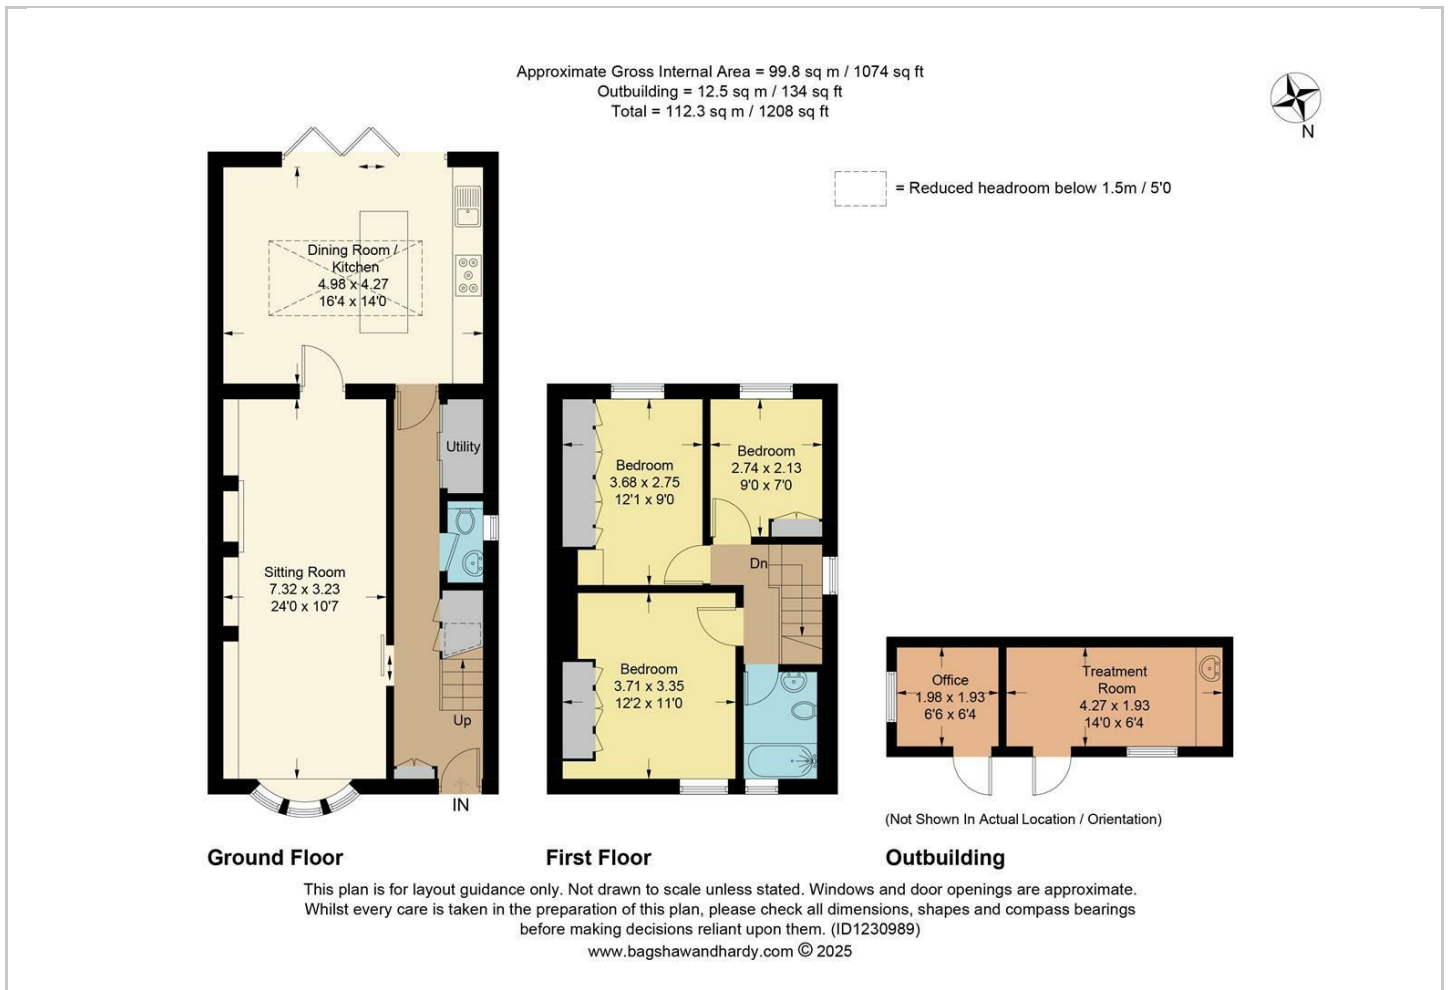 Approximate Gross Internal Area = 99.8 sq m / 1074 sq ft
Outbuilding = 12.5 sq m / 134 sq ft
Total = 112.3 sq m / 1208 sq ft
N
= Reduced headroom below 1.5m / 5'0
Dining Room /
Kitchen
4.98 x 4.27
16'4 x 14'0
Utility
Sitting Room
7.32 x 3.23
24'0 x 10'7
Up
IN
Ground Floor
Bedroom
3.68 x 2.75
12'1 x 9'0
Bedroom
2.74 x 2.13
9'0 x 7'0
Dn
Bedroom
3.71 x 3.35
12'2 x 11'0
First Floor
Office
1.98 x 1.93
6'6 x 6'4
Treatment
Room
4.27 x 1.93
14'0 x 6'4
(Not Shown In Actual Location / Orientation)
Outbuilding
This plan is for layout guidance only. Not drawn to scale unless stated. Windows and door openings are approximate.
Whilst every care is taken in the preparation of this plan, please check all dimensions, shapes and compass bearings
before making decisions reliant upon them. (ID1230989)
www.bagshawandhardy.com © 2025